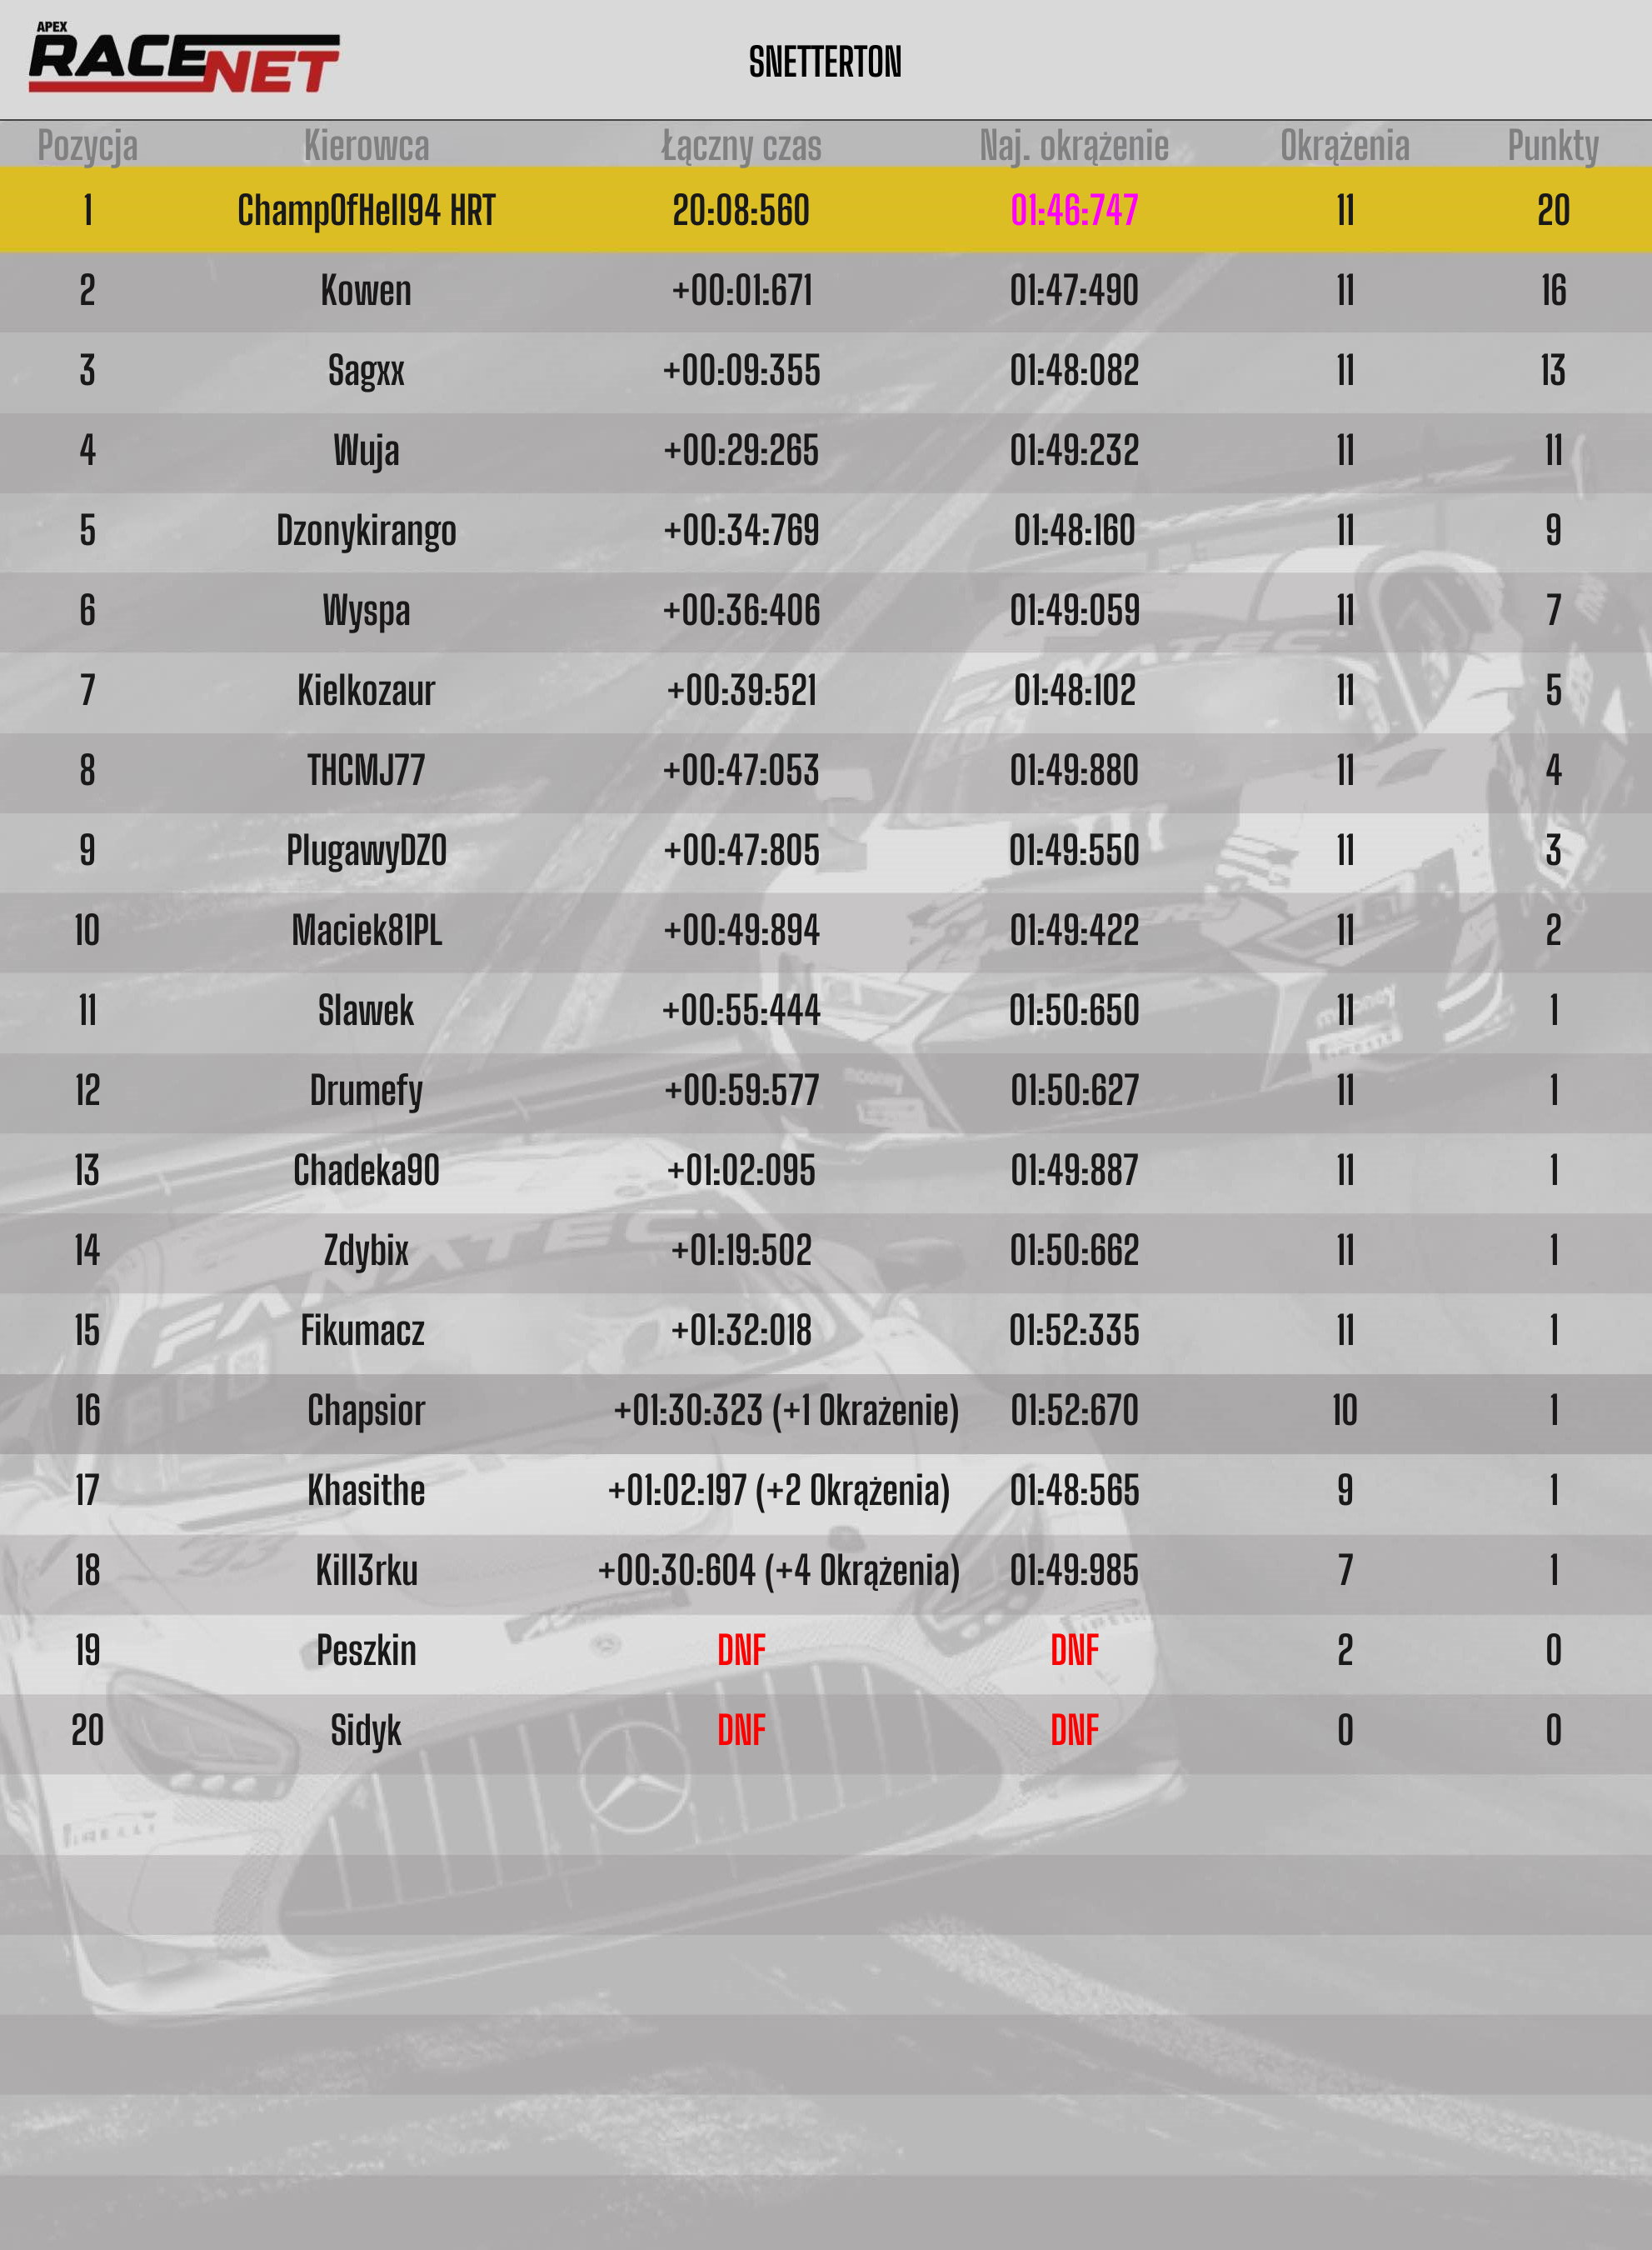 APEX
RACENET
SNETTERTON
Pozycja Kierowca Łączny czas Naj. okrążenie Okrążenia Punkty
1 ChampOfHell94 HRT 20:08:560 01:46:747 11 20
2 Kowen +00:01:671 01:47:490 11 16
3 Sagxx +00:09:355 01:48:082 11 13
4 Wuja +00:29:265 01:49:232 11 11
5 Dzonykirango +00:34:769 01:48:160 11 9
6 Wyspa +00:36:406 01:49:059 11 7
7 Kielkozaur +00:39:521 01:48:102 11 5
8 THCMJ77 +00:47:053 01:49:880 11 4
9 PlugawyDZO +00:47:805 01:49:550 11 3
10 Maciek81PL +00:49:894 01:49:422 11 2
11 Slawek +00:55:444 01:50:650 11 1
12 Drumefy +00:59:577 01:50:627 11 1
13 Chadeka90 +01:02:095 01:49:887 11 1
14 Zdybix +01:19:502 01:50:662 11 1
15 Fikumacz +01:32:018 01:52:335 11 1
16 Chapsior +01:30:323 (+1 Okrażenie) 01:52:670 10 1
17 Khasithe +01:02:197 (+2 Okrążenia) 01:48:565 9 1
18 Kill3rku +00:30:604 (+4 Okrążenia) 01:49:985 7 1
19 Peszkin DNF DNF 2 0
20 Sidyk DNF DNF 0 0
FANATEC
FANATEC
PIRELLI